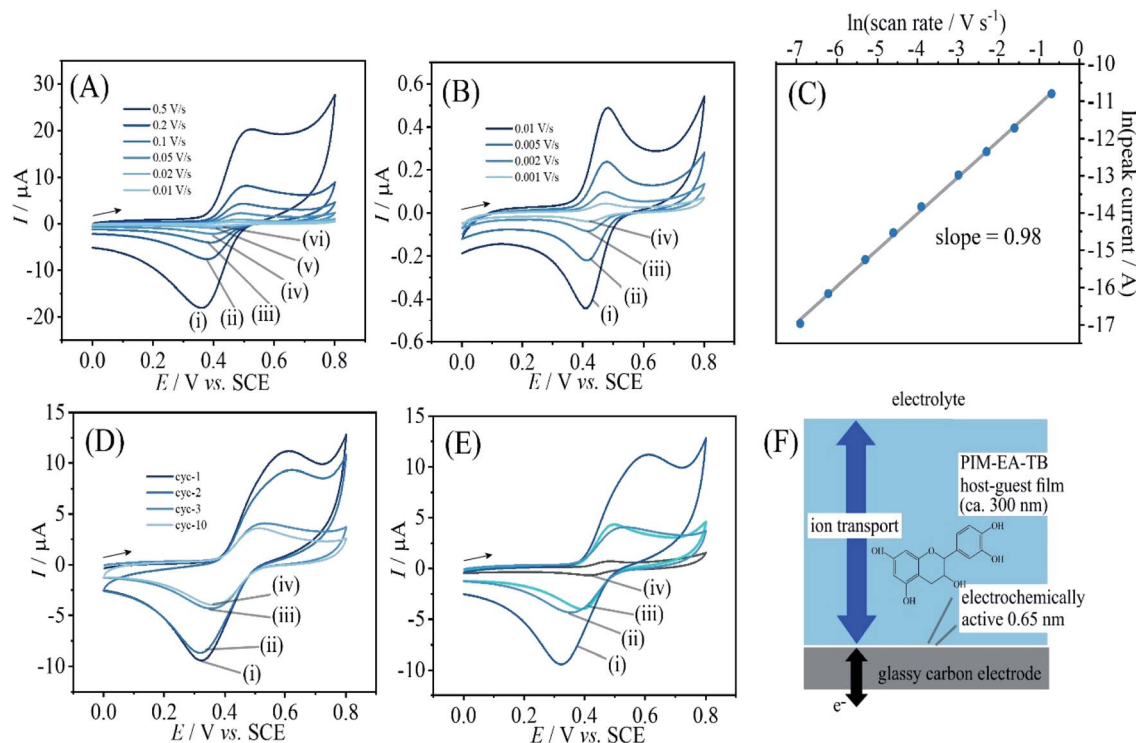 (A)
30
20
10
0
-10
-20
I / µA
0.5 V/s
0.2 V/s
0.1 V/s
0.05 V/s
0.02 V/s
0.01 V/s
(vi)
(v)
(iv)
(iii)
(ii)
(i)
0.0 0.2 0.4 0.6 0.8
E / V vs. SCE
(B)
0.6
0.4
0.2
0.0
-0.2
-0.4
0.6
I / µA
0.01 V/s
0.005 V/s
0.002 V/s
0.001 V/s
(iv)
(iii)
(ii)
(i)
0.0 0.2 0.4 0.6 0.8
E / V vs. SCE
ln(scan rate / V s⁻¹)
-7 -6 -5 -4 -3 -2 -1 0
(C)
-10
-11
-12
-13
-14
-15
-16
-17
ln(peak current / A)
slope = 0.98
(D)
15
10
5
0
-5
-10
I / µA
cyc-1
cyc-2
cyc-3
cyc-10
(iv)
(iii)
(ii)
(i)
0.0 0.2 0.4 0.6 0.8
E / V vs. SCE
(E)
15
10
5
0
-5
-10
I / µA
(iv)
(iii)
(ii)
(i)
0.0 0.2 0.4 0.6 0.8
E / V vs. SCE
electrolyte
(F)
PIM-EA-TB
host-guest film
(ca. 300 nm)
ion transport
OH
OH
OH
O
OH
OH
electrochemically
active 0.65 nm
glassy carbon electrode
e⁻